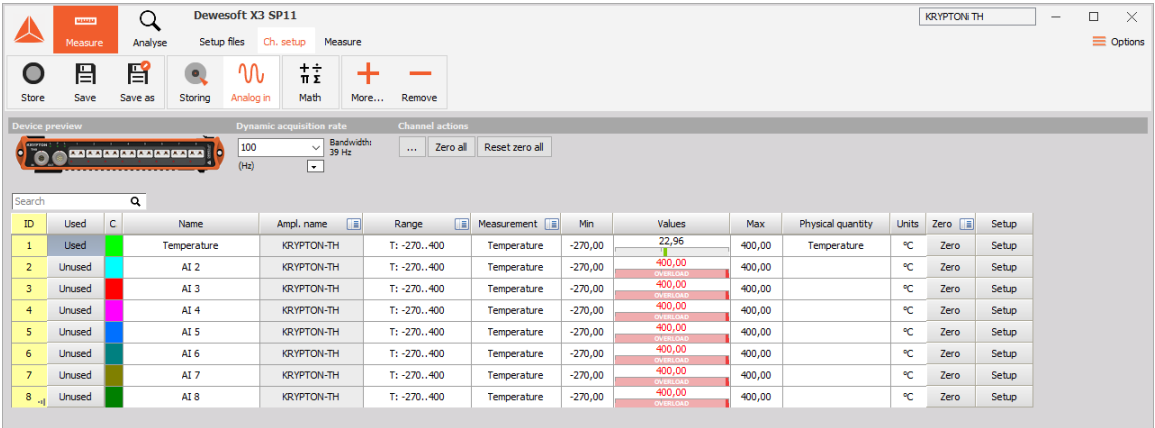 Dewesoft X3 SP11
KRYPTONi TH
Measure Analyse Setup files Ch. setup Measure Options
Store Save Save as Storing Analog in Math More... Remove
Device preview Dynamic acquisition rate Channel actions
100 Bandwidth: 39 Hz ... Zero all Reset zero all
(Hz)
Search
ID Used C Name Ampl. name Range Measurement Min Values Max Physical quantity Units Zero Setup
1 Used Temperature KRYPTON-TH T: -270..400 Temperature -270,00 22,96 400,00 Temperature °C Zero Setup
2 Unused AI 2 KRYPTON-TH T: -270..400 Temperature -270,00 400,00 OVERLOAD 400,00 °C Zero Setup
3 Unused AI 3 KRYPTON-TH T: -270..400 Temperature -270,00 400,00 OVERLOAD 400,00 °C Zero Setup
4 Unused AI 4 KRYPTON-TH T: -270..400 Temperature -270,00 400,00 OVERLOAD 400,00 °C Zero Setup
5 Unused AI 5 KRYPTON-TH T: -270..400 Temperature -270,00 400,00 OVERLOAD 400,00 °C Zero Setup
6 Unused AI 6 KRYPTON-TH T: -270..400 Temperature -270,00 400,00 OVERLOAD 400,00 °C Zero Setup
7 Unused AI 7 KRYPTON-TH T: -270..400 Temperature -270,00 400,00 OVERLOAD 400,00 °C Zero Setup
8 Unused AI 8 KRYPTON-TH T: -270..400 Temperature -270,00 400,00 OVERLOAD 400,00 °C Zero Setup